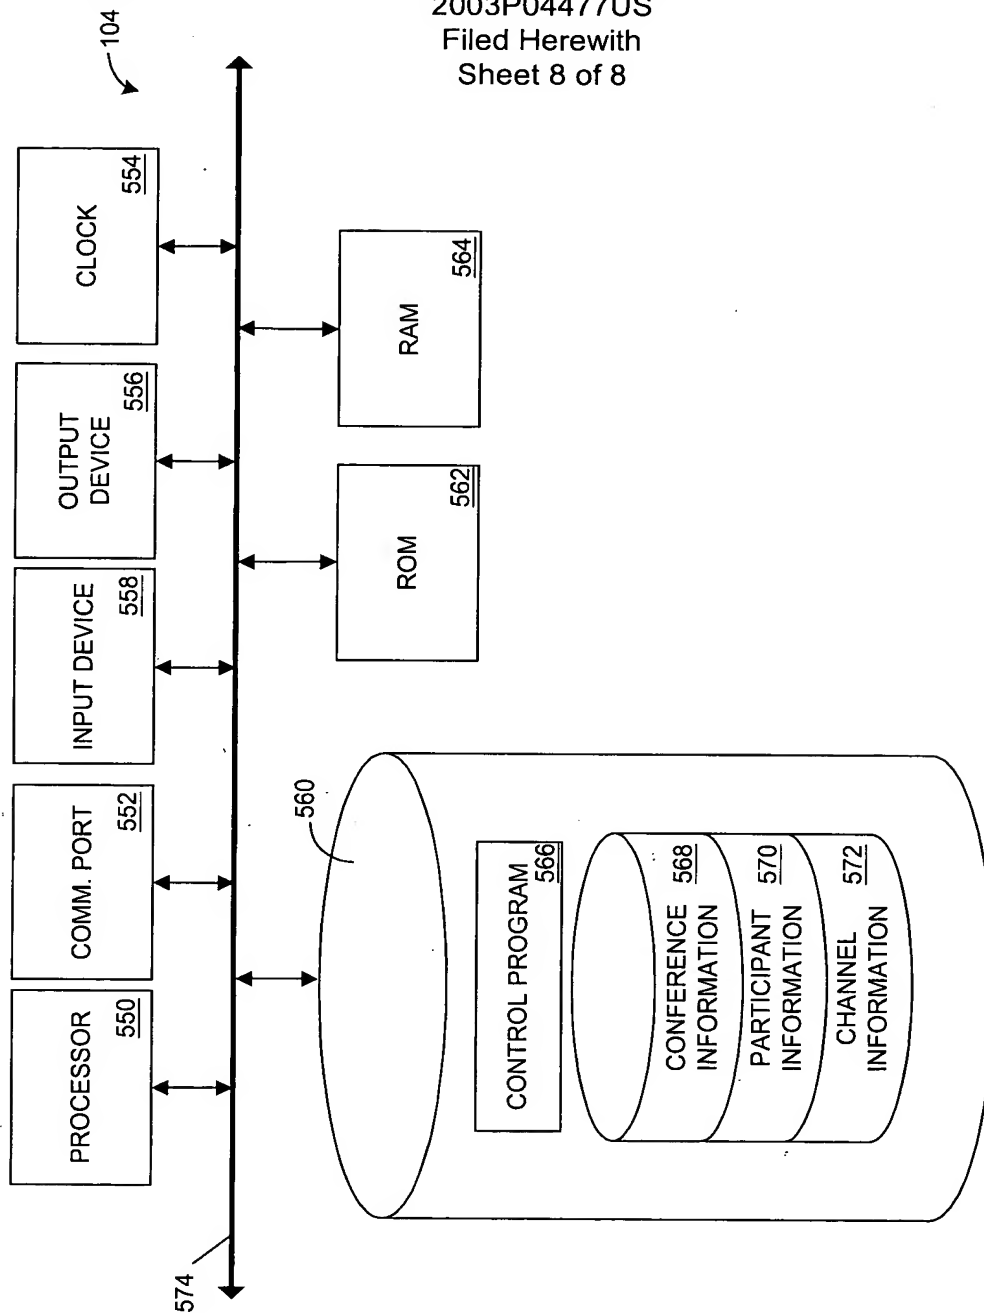 2003P04477US
Filed Herewith
Sheet 8 of 8
104
574
PROCESSOR
550
COMM. PORT
552
INPUT DEVICE
558
OUTPUT
DEVICE
556
CLOCK
554
560
ROM
562
RAM
564
CONTROL PROGRAM
566
CONFERENCE
INFORMATION
568
PARTICIPANT
INFORMATION
570
CHANNEL
INFORMATION
572